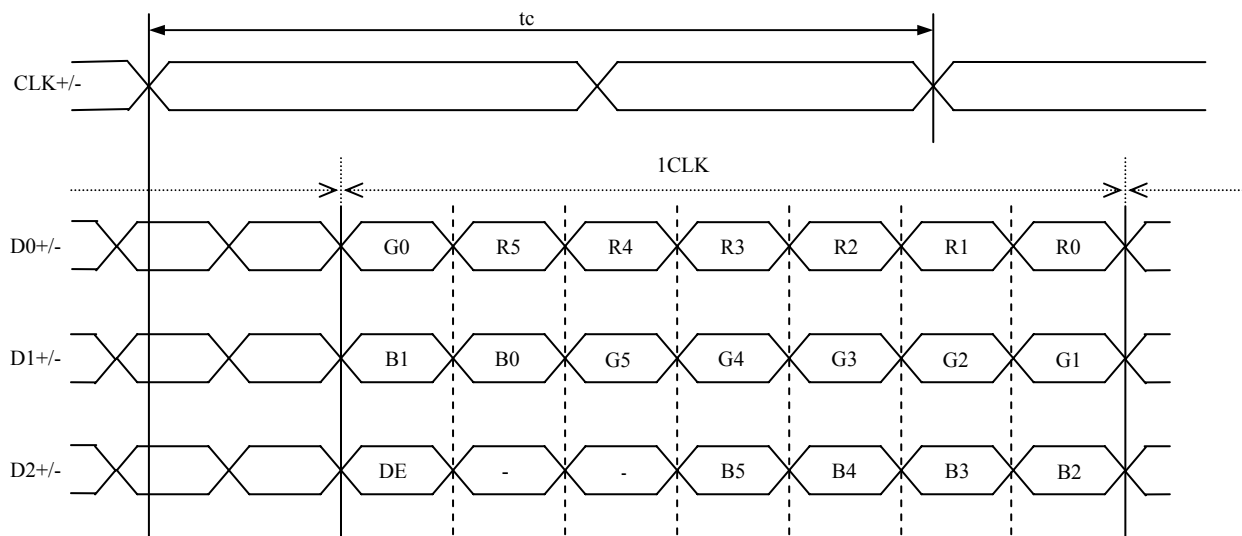 tc
CLK+/-
1CLK
D0+/- G0 R5 R4 R3 R2 R1 R0
D1+/- B1 B0 G5 G4 G3 G2 G1
D2+/- DE - - B5 B4 B3 B2